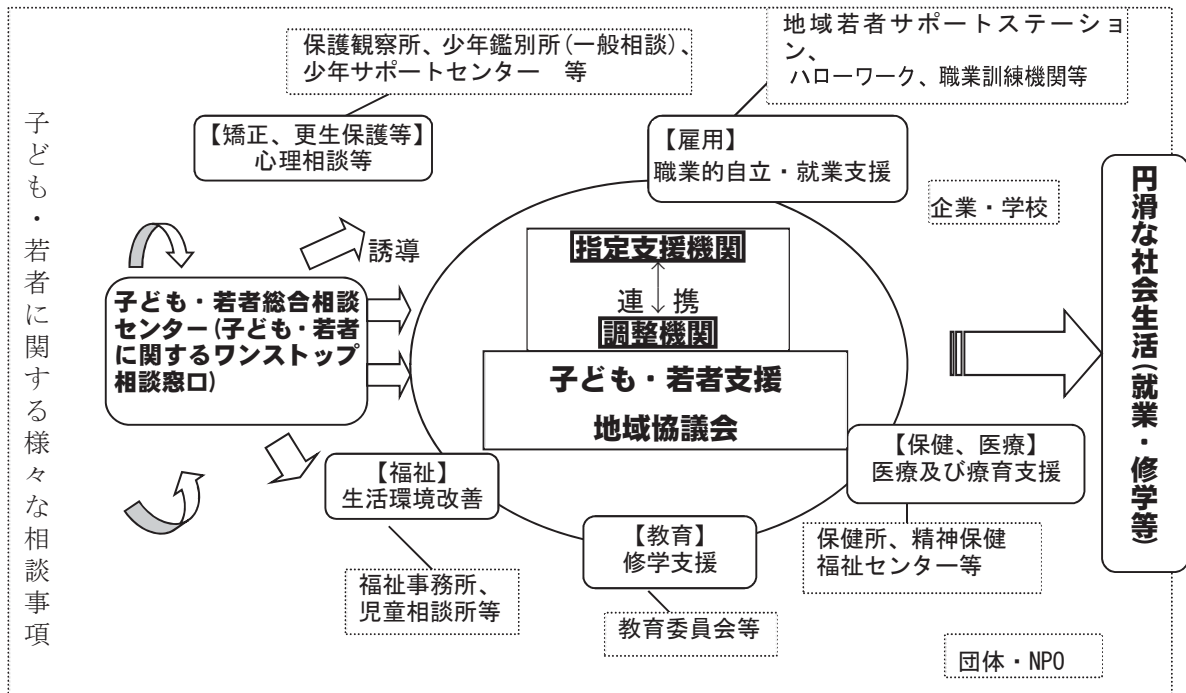 保護観察所、少年鑑別所(一般相談)、
少年サポートセンター　等
地域若者サポートステーショ
ン、
ハローワーク、職業訓練機関等
子ども・若者に関する様々な相談事項
【矯正、更生保護等】
心理相談等
【雇用】
職業的自立・就業支援
企業・学校
円滑な社会生活(就業・修学等)
誘導
指定支援機関
連携
調整機関
子ども・若者総合相談
センター(子ども・若者
に関するワンストップ
相談窓口)
子ども・若者支援
地域協議会
【福祉】
生活環境改善
【保健、医療】
医療及び療育支援
【教育】
修学支援
保健所、精神保健
福祉センター等
福祉事務所、
児童相談所等
教育委員会等
団体・NPO